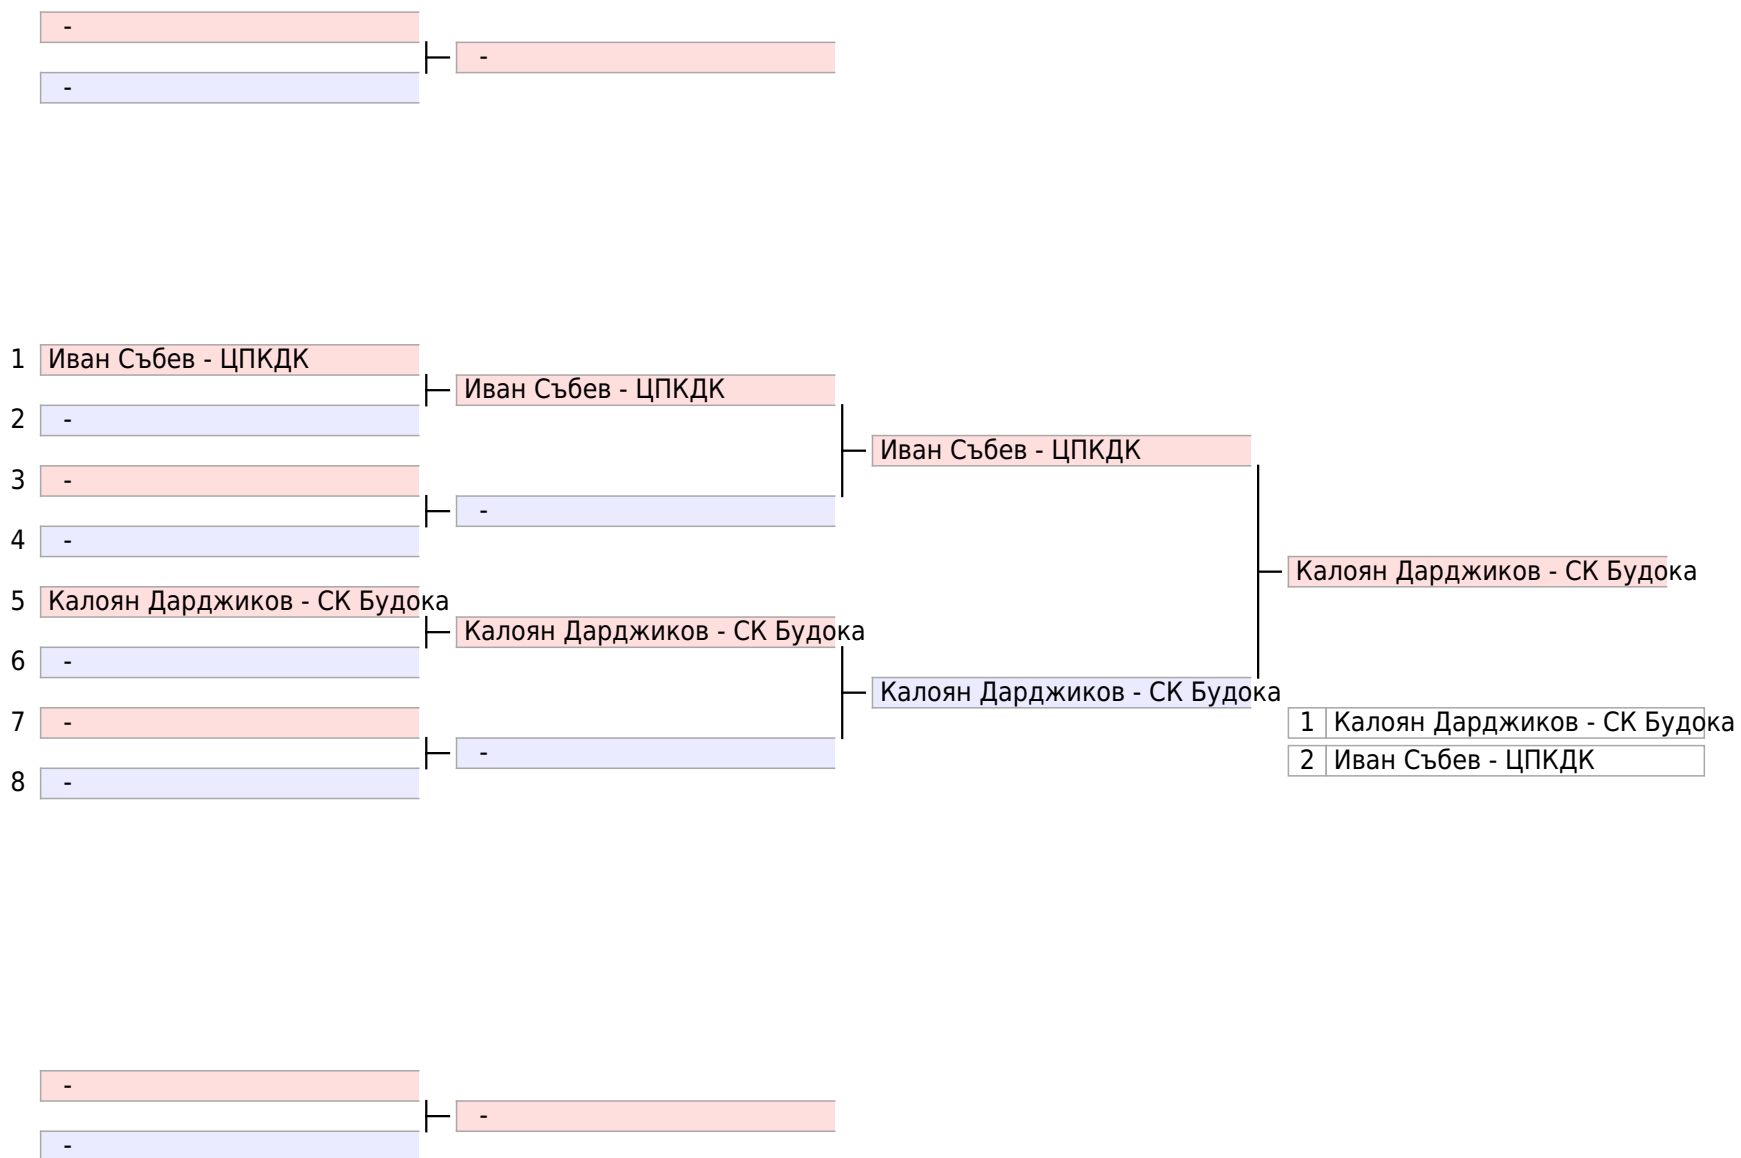 -
-
-
1 Иван Събев - ЦПКДК
Иван Събев - ЦПКДК
2 -
Иван Събев - ЦПКДК
3 -
-
4 -
Калоян Дарджиков - СК Будока
5 Калоян Дарджиков - СК Будока
Калоян Дарджиков - СК Будока
6 -
Калоян Дарджиков - СК Будока
7 -
1 Калоян Дарджиков - СК Будока
-
2 Иван Събев - ЦПКДК
8 -
-
-
-